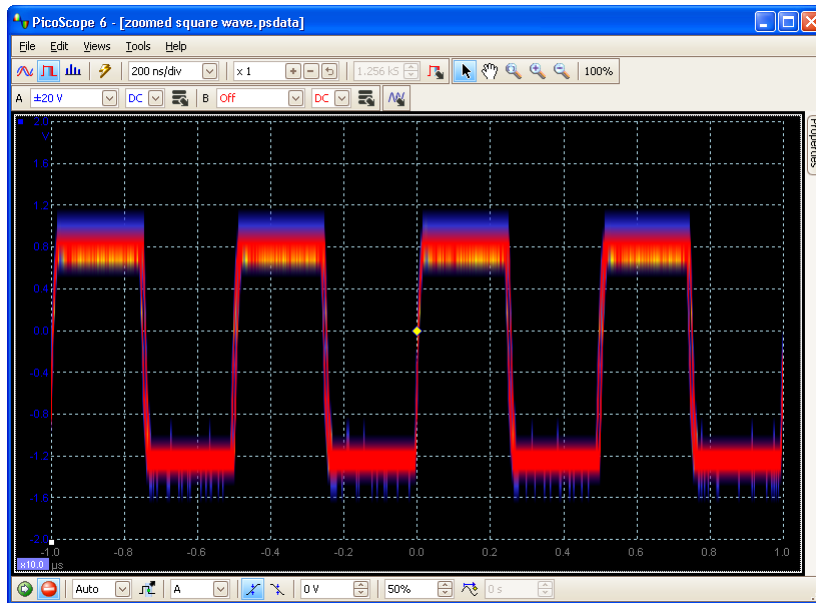 PicoScope 6 - [zoomed square wave.psdata]
File Edit Views Tools Help
200 ns/div x 1 1.256 kS 100%
A ±20 V DC B Off DC
Properties
2.0
V
1.6
1.2
0.8
0.4
0.0
-0.4
-0.8
-1.2
-1.6
-2.0
-1.0 -0.8 -0.6 -0.4 -0.2 0.0 0.2 0.4 0.6 0.8 1.0
x10.0 µs
Auto A 0 V 50% 0 s